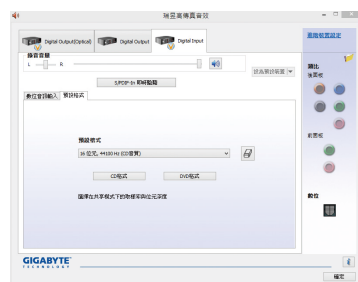 瑞昱高傳真音效
Digital Output(Optical)
Digital Output
Digital Input
進階裝置設定
錄音音量
L
R
設為預設裝置
S/PDIF-In 即時監聽
數位音訊輸入
預設格式
預設格式
16 位元, 44100 Hz (CD音質)
CD格式
DVD格式
選擇在共享模式下的取樣率與位元深度
類比
後面板
前面板
數位
GIGABYTE
TECHNOLOGY
確定